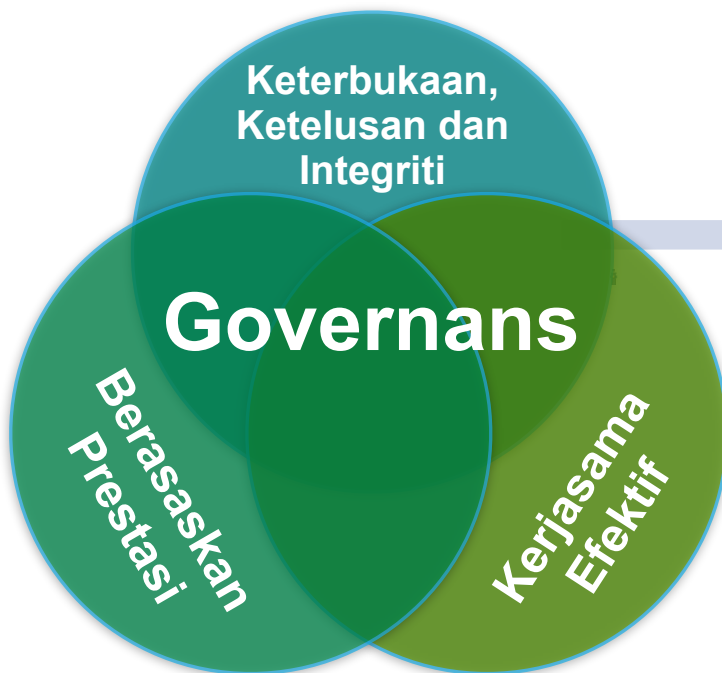 Keterbukaan,
Ketelusan dan
Integriti
Governans
Berasaskan
Prestasi
Kerjasama
Efektif